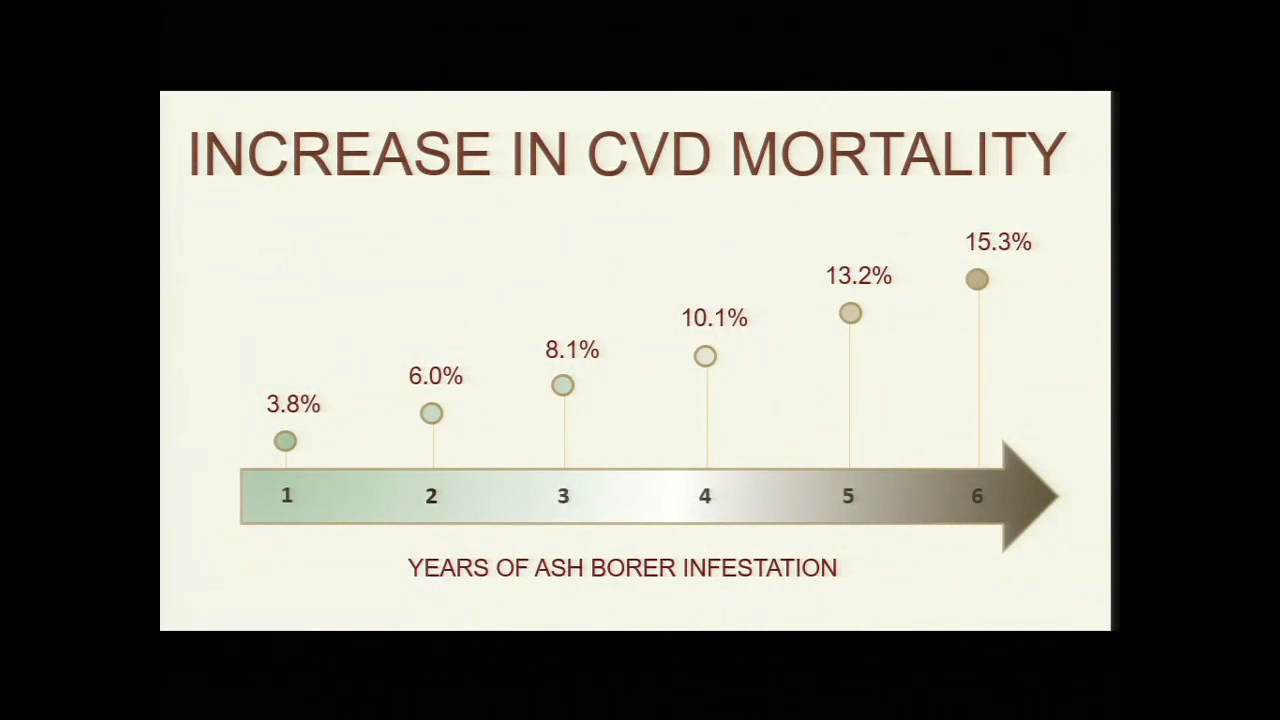 INCREASE IN CVD MORTALITY
15.3%
13.2%
10.1%
8.1%
6.0%
3.8%
1 2 3 4 5 6
YEARS OF ASH BORER INFESTATION